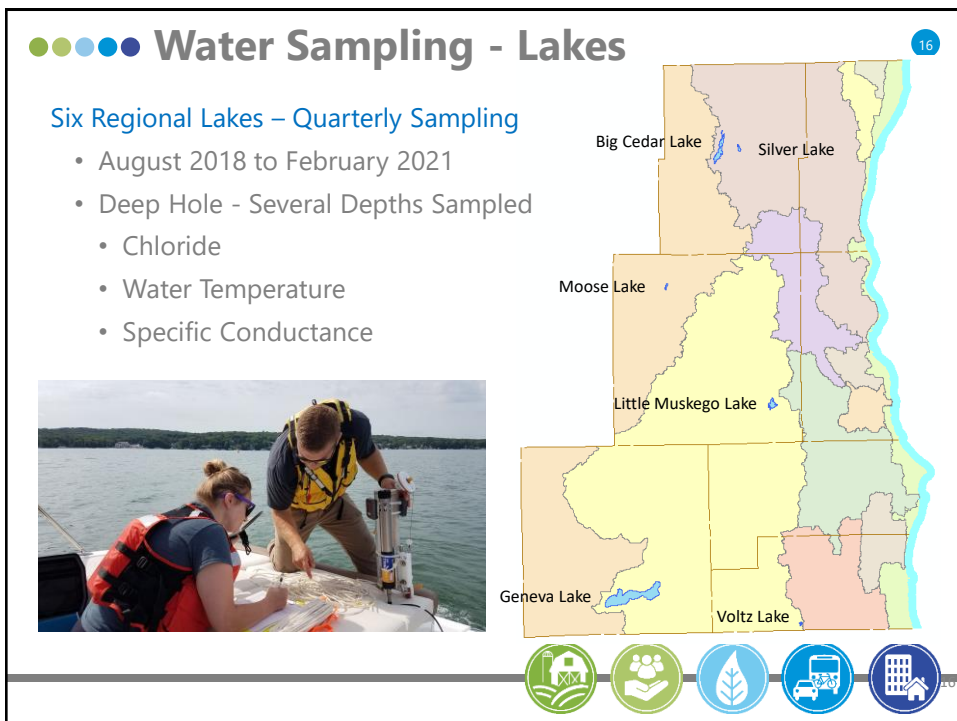 Water Sampling - Lakes
16
Six Regional Lakes – Quarterly Sampling
• August 2018 to February 2021
• Deep Hole - Several Depths Sampled
• Chloride
• Water Temperature
• Specific Conductance
Big Cedar Lake
Silver Lake
Moose Lake
Little Muskego Lake
Geneva Lake
Voltz Lake
16